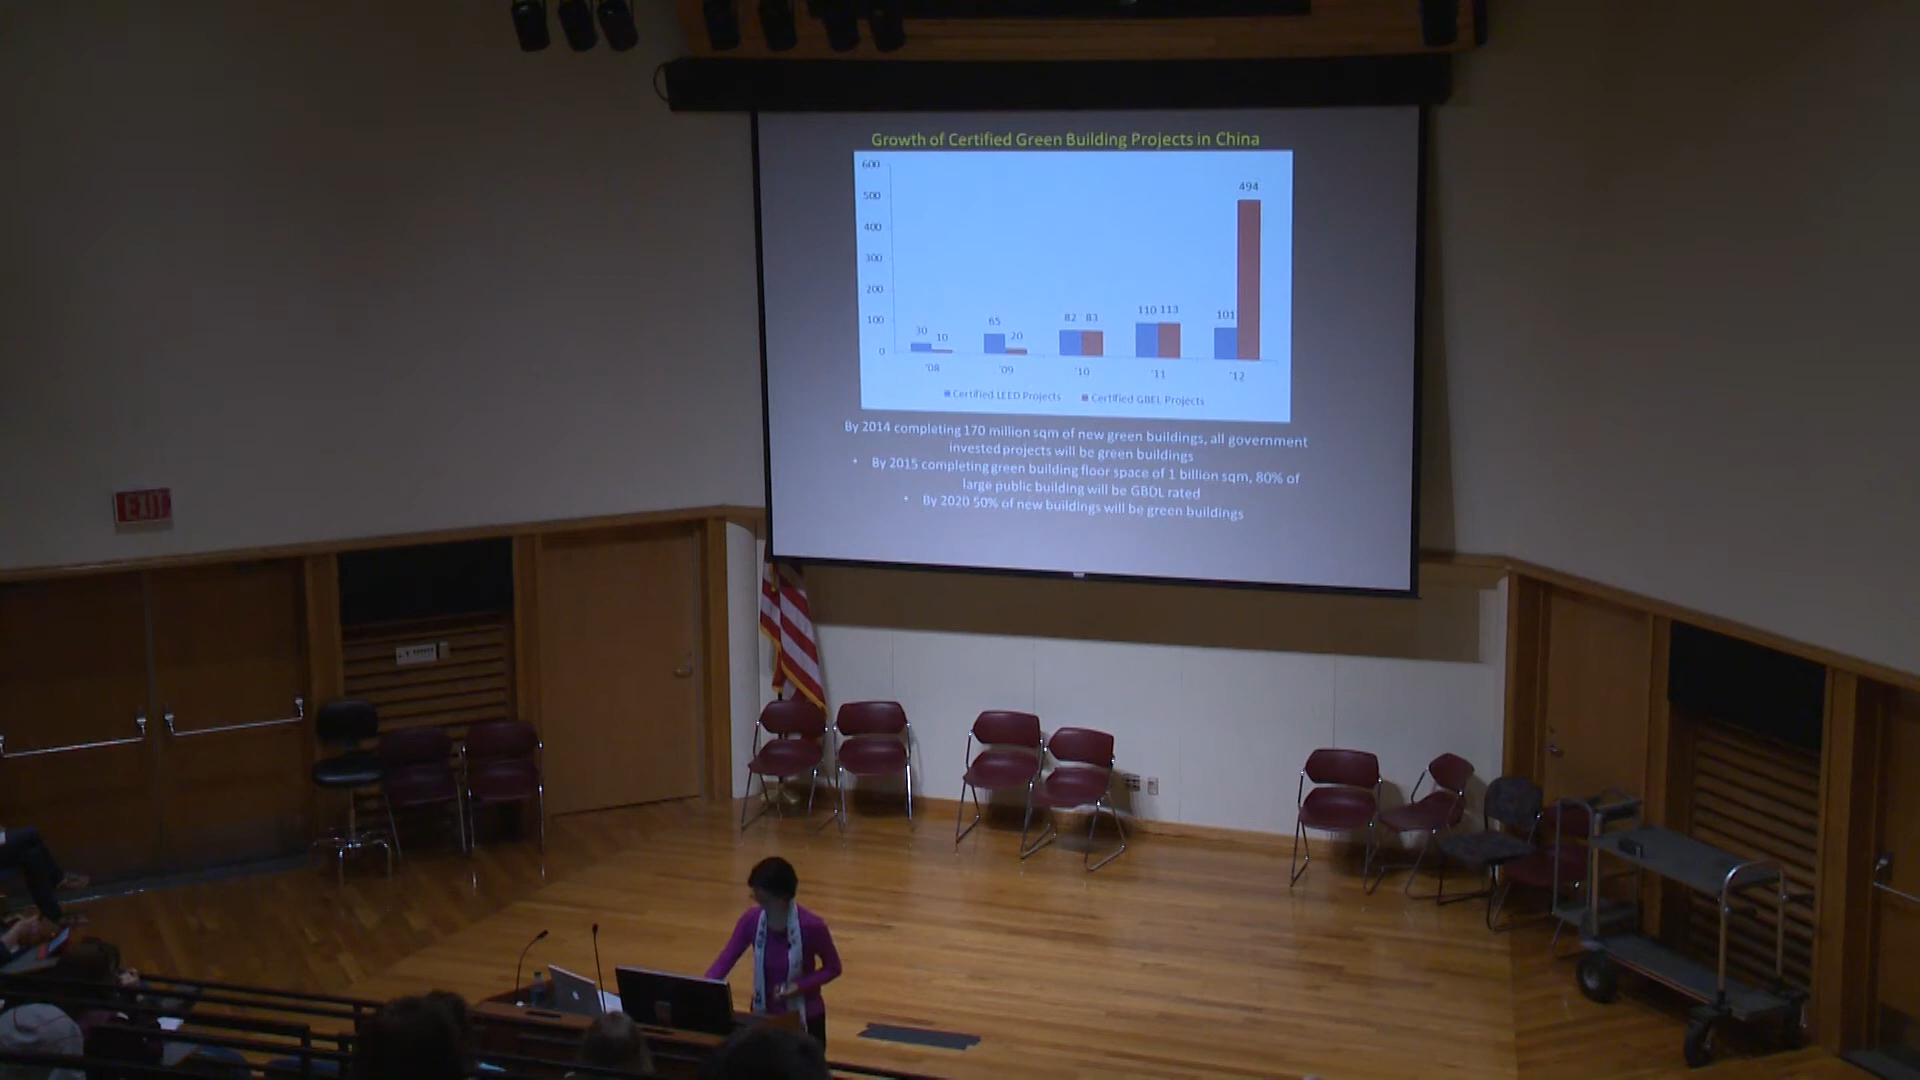 Growth of Certified Green Building Projects in China
600
500
400
300
200
100
0
30 10
65 20
82 83
110 113
101 494
'08 '09 '10 '11 '12
Certified LEED Projects Certified GBEL Projects
By 2014 completing 170 million sqm of new green buildings, all government
invested projects will be green buildings
• By 2015 completing green building floor space of 1 billion sqm, 80% of
large public building will be GBDL rated
• By 2020 50% of new buildings will be green buildings
EXIT